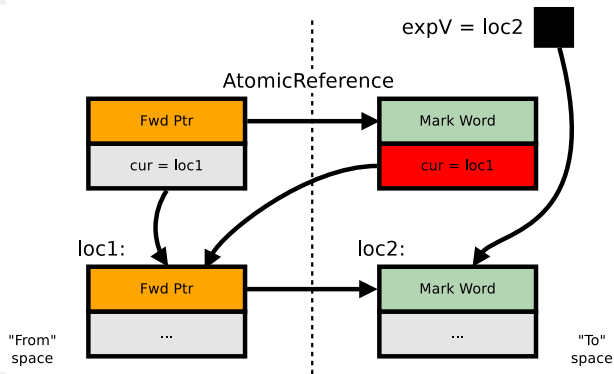 expV = loc2
AtomicReference
Fwd Ptr
Mark Word
cur = loc1
cur = loc1
loc1:
loc2:
Fwd Ptr
Mark Word
...
...
"From"
space
"To"
space